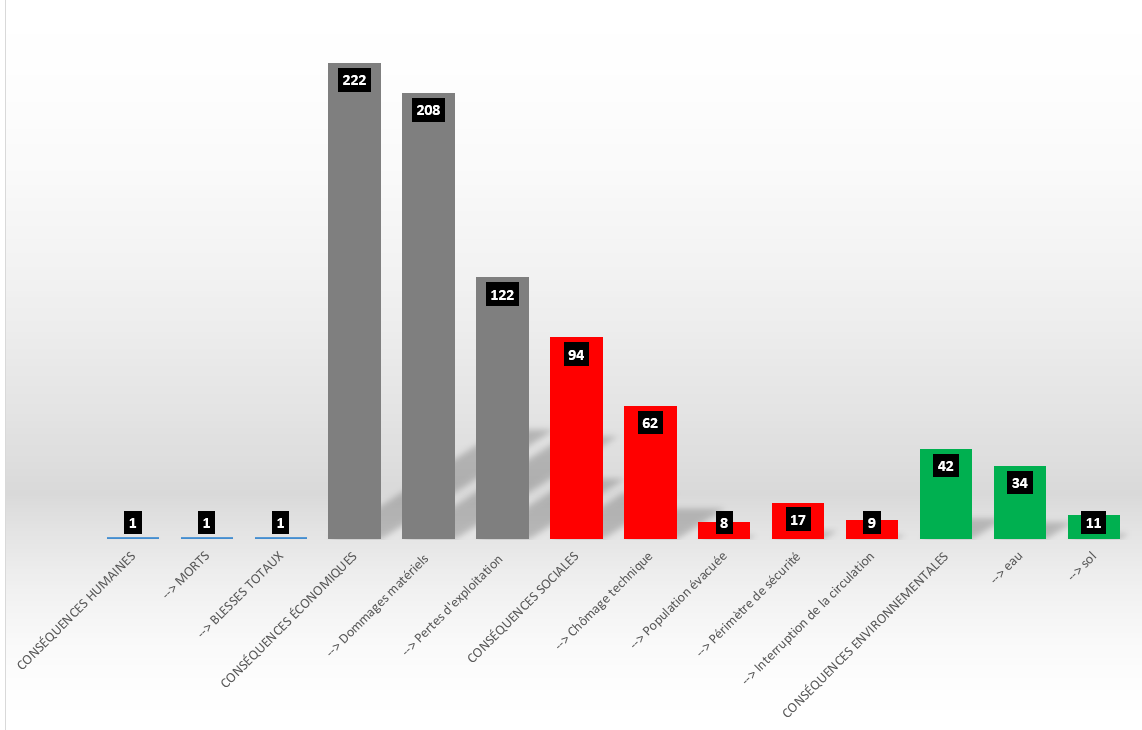 222
208
122
94
62
42
34
1
1
1
8
17
9
11
CONSÉQUENCES HUMAINES
--> MORTS
--> BLESSES TOTAUX
CONSÉQUENCES ÉCONOMIQUES
--> Dommages matériels
--> Pertes d'exploitation
CONSÉQUENCES SOCIALES
--> Chômage technique
--> Population évacuée
--> Périmètre de sécurité
--> Interruption de la circulation
CONSÉQUENCES ENVIRONNEMENTALES
--> eau
--> sol